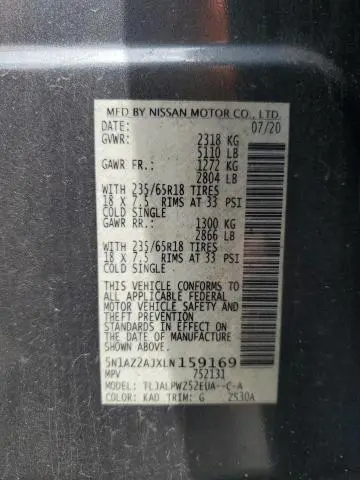 MFD BY NISSAN MOTOR CO., LTD.
DATE: 07/20
GVWR: 2318 KG
5110 LB
GAWR FR.: 1272 KG
2804 LB
WITH 235/65R18 TIRES
18 X 7.5 RIMS AT 33 PSI
COLD SINGLE
GAWR RR.: 1300 KG
2866 LB
WITH 235/65R18 TIRES
18 X 7.5 RIMS AT 33 PSI
COLD SINGLE
THIS VEHICLE CONFORMS TO
ALL APPLICABLE FEDERAL
MOTOR VEHICLE SAFETY AND
THEFT PREVENTION
STANDARDS IN EFFECT ON
THE DATE OF MANUFACTURE
SHOWN ABOVE.
5N1AZ2AJXLN159169
MPV 752131
MODEL: TLJALPWZ52EUA--C-A
COLOR: KAD TRIM: G 2530A